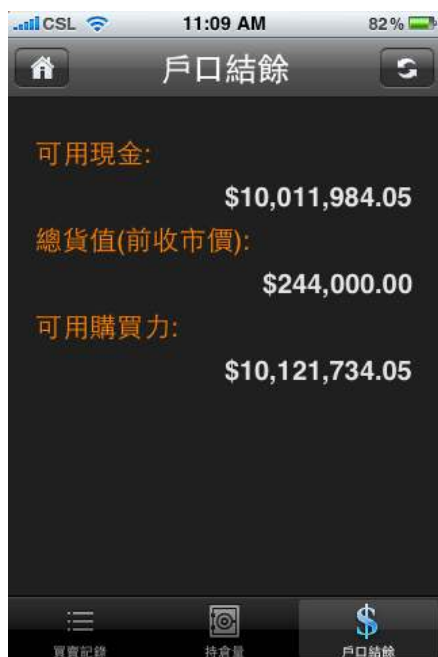 CSL 11:09 AM 82%
戶口結餘
可用現金:
$10,011,984.05
總貨值(前收市價):
$244,000.00
可用購買力:
$10,121,734.05
買賣記錄 持倉量 戶口結餘